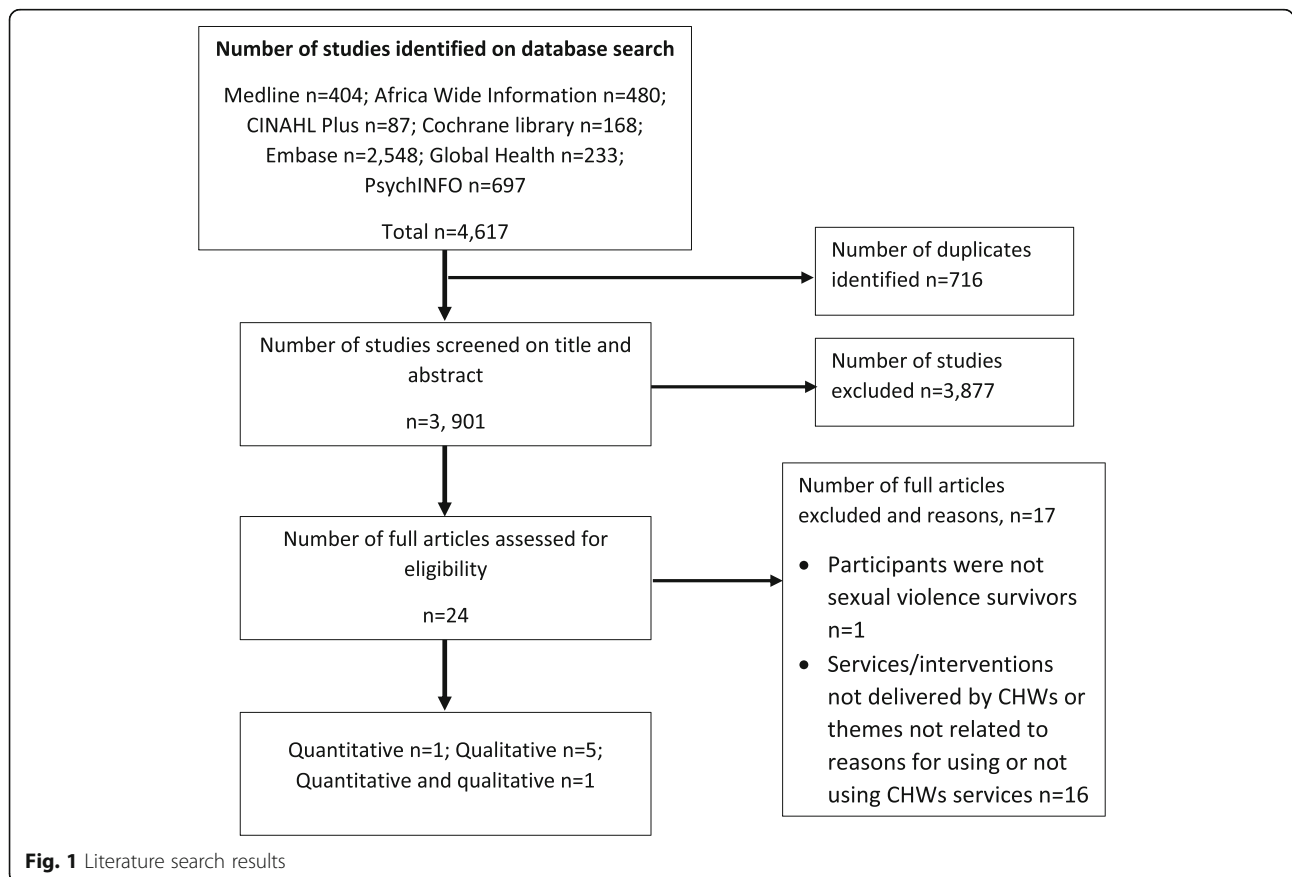 Number of studies identified on database search
Medline n=404; Africa Wide Information n=480;
CINAHL Plus n=87; Cochrane library n=168;
Embase n=2,548; Global Health n=233;
PsychINFO n=697
Total n=4,617
Number of duplicates
identified n=716
Number of studies screened on title and
abstract
n=3, 901
Number of studies
excluded n=3,877
Number of full articles assessed for
eligibility
n=24
Number of full articles
excluded and reasons, n=17
• Participants were not
sexual violence survivors
n=1
• Services/interventions
not delivered by CHWs or
themes not related to
reasons for using or not
using CHWs services n=16
Quantitative n=1; Qualitative n=5;
Quantitative and qualitative n=1
Fig. 1 Literature search results